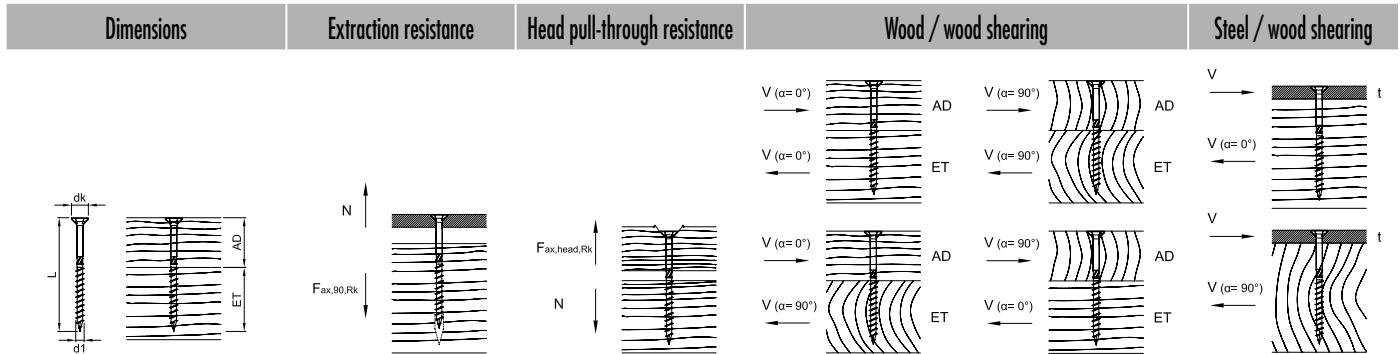 Dimensions
Extraction resistance
Head pull-through resistance
Wood / wood shearing
Steel / wood shearing
dk
L
d1
AD
ET
N
Fax,90,Rk
Fax,head,Rk
N
V (α= 0°)
AD
V (α= 0°)
ET
V (α= 90°)
AD
V (α= 90°)
ET
V (α= 0°)
AD
V (α= 90°)
ET
V (α= 90°)
AD
V (α= 0°)
ET
V
t
V (α= 0°)
V
t
V (α= 90°)